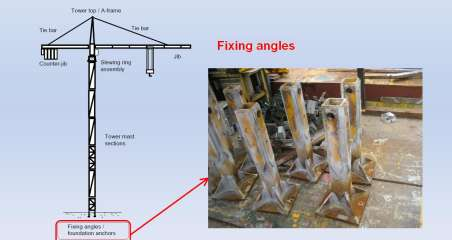 Tower top / A-frame
Tie bar
Tie bar
Counter-jib
Slewing ring
assembly
Jib
Fixing angles
Tower mast
sections
Fixing angles /
foundation anchors